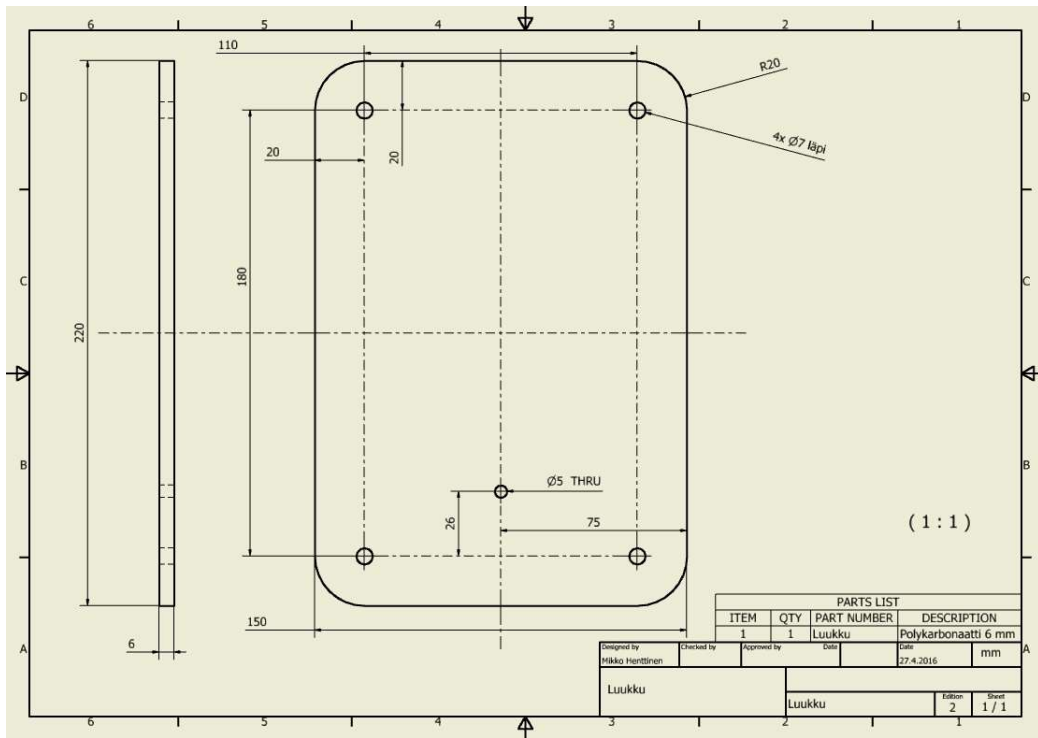 6 5 4 3 2 1
D D
C C
B B
A A
110
R20
4x Ø7 läpi
20
20
180
220
Ø5 THRU
26
75
150
6
( 1 : 1 )
PARTS LIST
ITEM QTY PART NUMBER DESCRIPTION
1 1 Luukku Polykarbonaatti 6 mm
Designed by Checked by Approved by Date Date
Mikko Henttinen 27.4.2016 mm
Luukku
Luukku
Edition Sheet
2 1 / 1
6 5 4 3 2 1